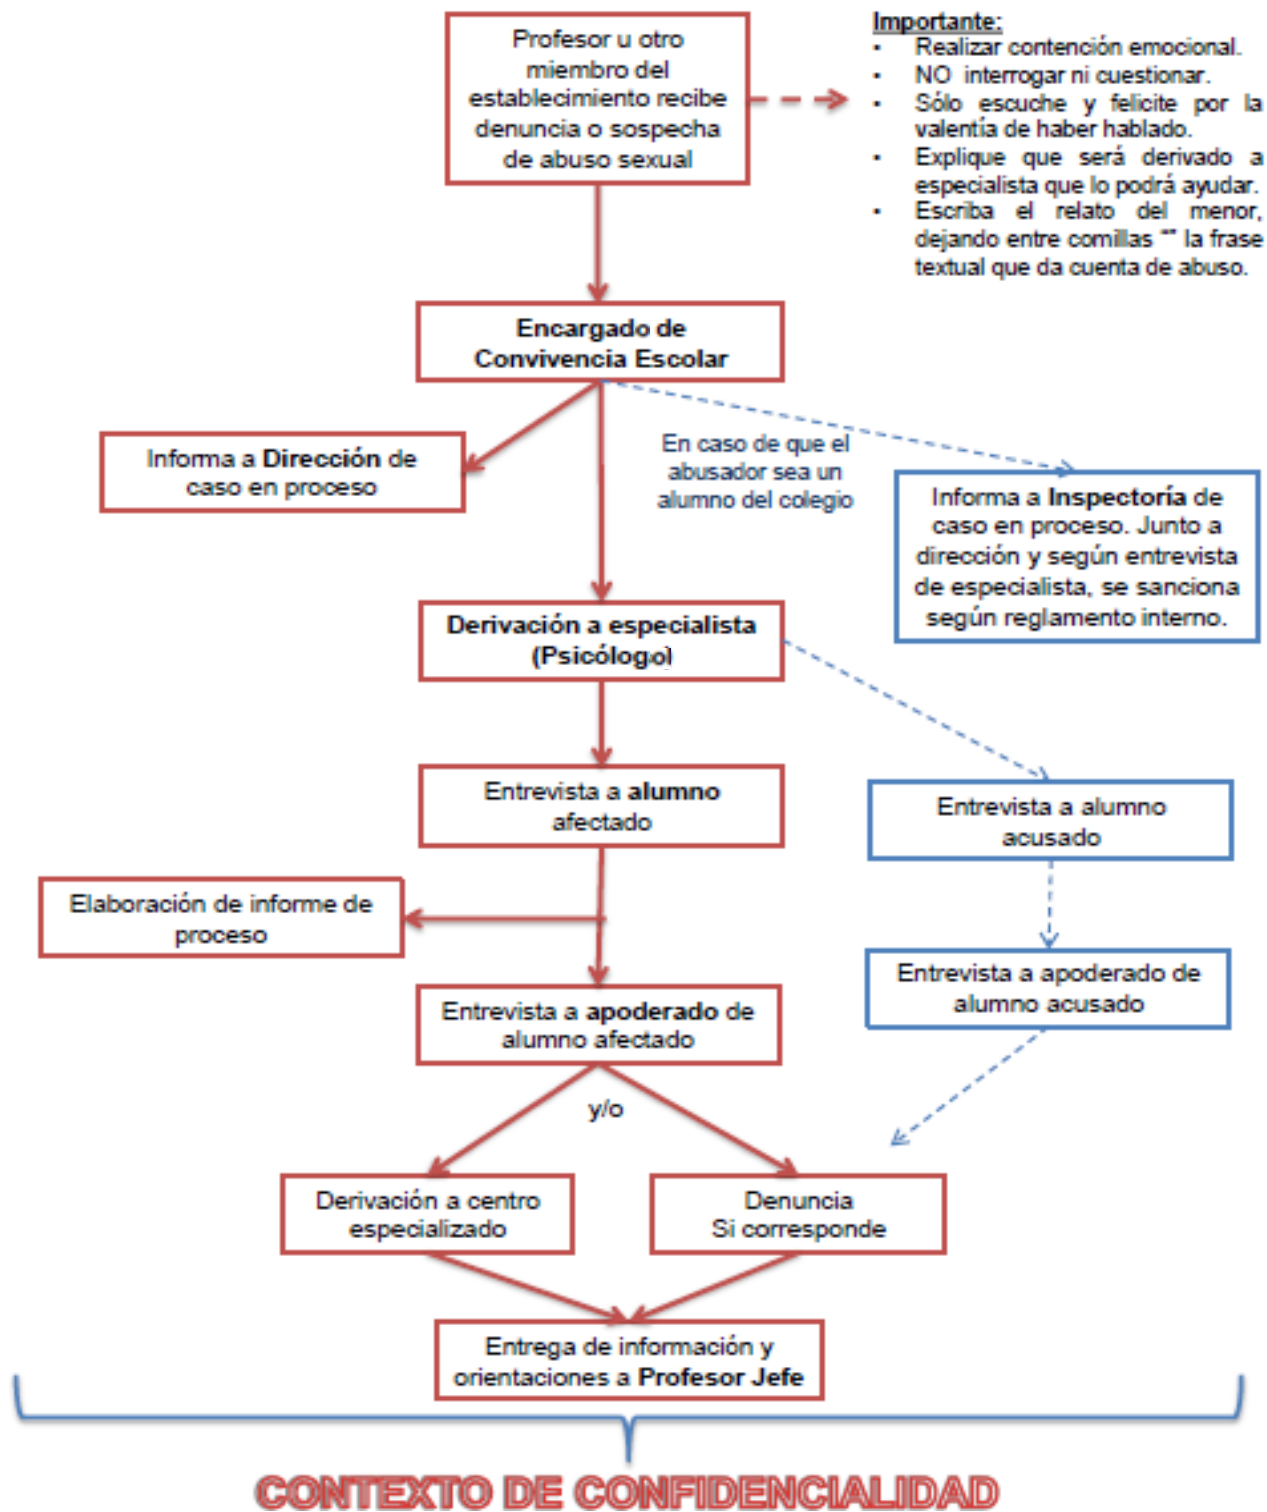 Profesor u otro
miembro del
establecimiento recibe
denuncia o sospecha
de abuso sexual
Importante:
• Realizar contención emocional.
• NO interrogar ni cuestionar.
• Sólo escuche y felicite por la
valentía de haber hablado.
• Explique que será derivado a
especialista que lo podrá ayudar.
• Escriba el relato del menor,
dejando entre comillas “” la frase
textual que da cuenta de abuso.
Encargado de
Convivencia Escolar
Informa a Dirección de
caso en proceso
En caso de que el
abusador sea un
alumno del colegio
Informa a Inspectoría de
caso en proceso. Junto a
dirección y según entrevista
de especialista, se sanciona
según reglamento interno.
Derivación a especialista
(Psicólogo)
Entrevista a alumno
afectado
Entrevista a alumno
acusado
Elaboración de informe de
proceso
Entrevista a apoderado de
alumno acusado
Entrevista a apoderado de
alumno afectado
y/o
Derivación a centro
especializado
Denuncia
Si corresponde
Entrega de información y
orientaciones a Profesor Jefe
CONTEXTO DE CONFIDENCIALIDAD